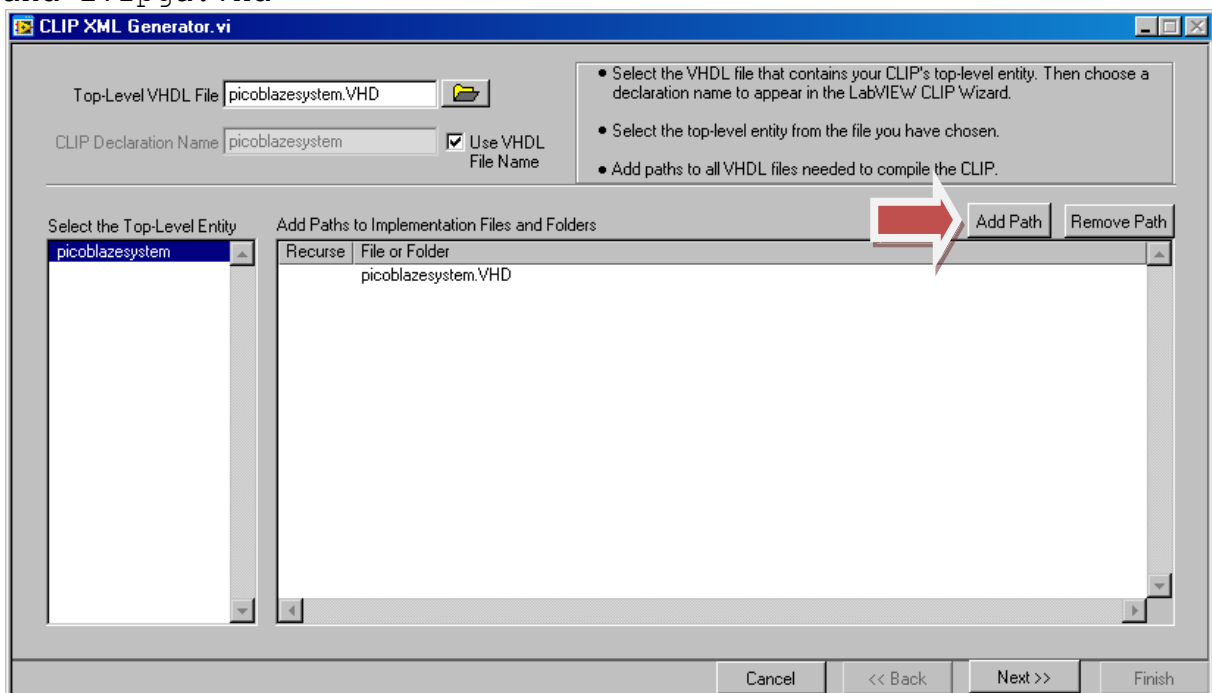 CLIP XML Generator.vi
Top-Level VHDL File picoblazesystem.VHD
CLIP Declaration Name picoblazesystem
Use VHDL
File Name
• Select the VHDL file that contains your CLIP's top-level entity. Then choose a
declaration name to appear in the LabVIEW CLIP Wizard.
• Select the top-level entity from the file you have chosen.
• Add paths to all VHDL files needed to compile the CLIP.
Select the Top-Level Entity
picoblazesystem
Add Paths to Implementation Files and Folders
Add Path Remove Path
Recurse File or Folder
picoblazesystem.VHD
Cancel << Back Next >> Finish